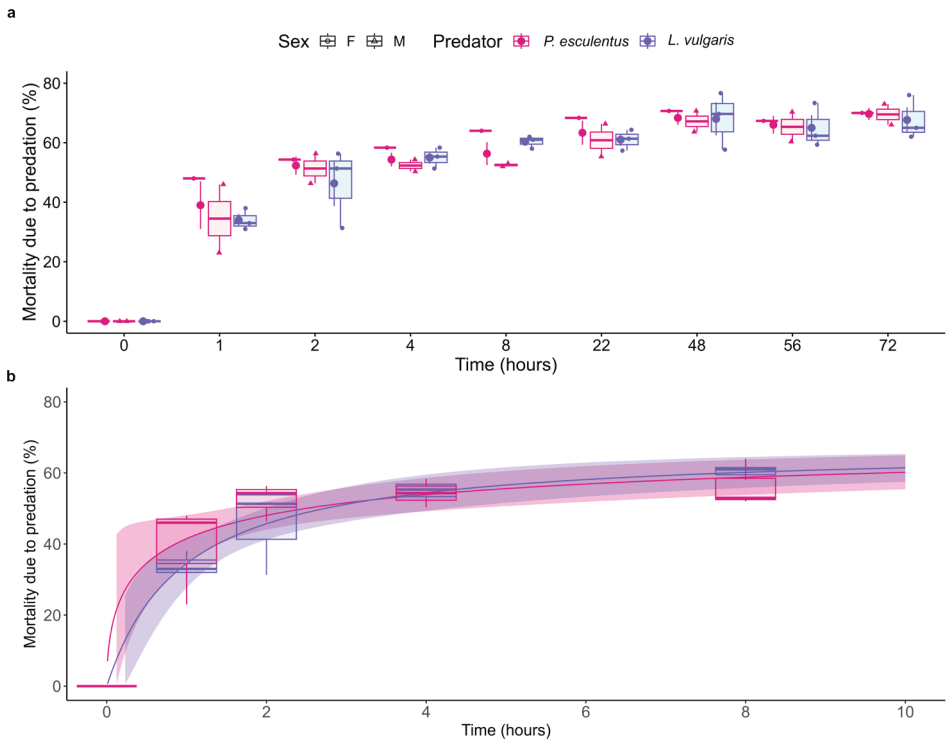 a
Sex F M Predator P. esculentus L. vulgaris
Mortality due to predation (%)
80
60
40
20
0
0 1 2 4 8 22 48 56 72
Time (hours)
b
Mortality due to predation (%)
80
60
40
20
0
0 2 4 6 8 10
Time (hours)